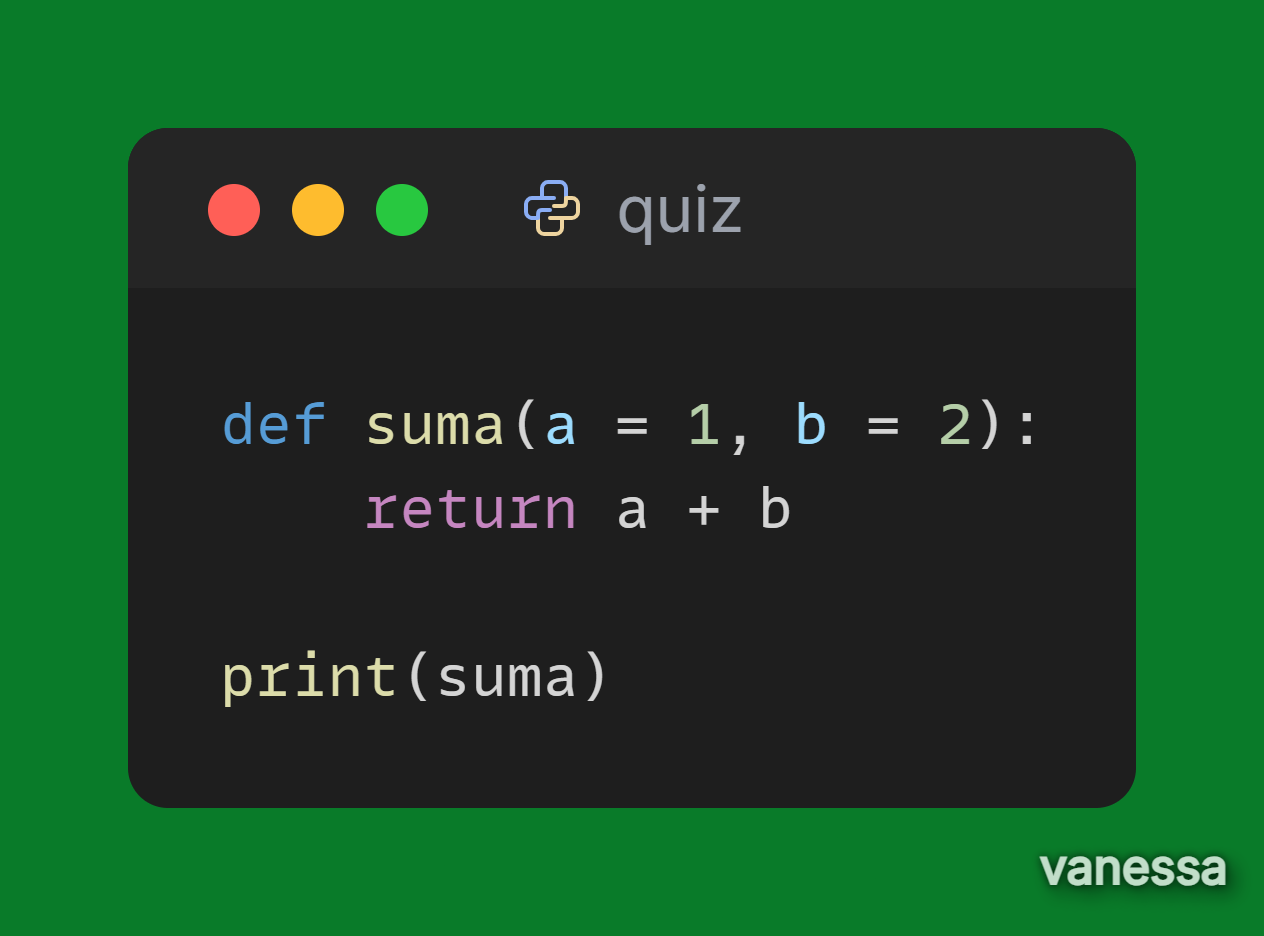 quiz
def suma(a = 1, b = 2):
    return a + b
print(suma)
vanessa